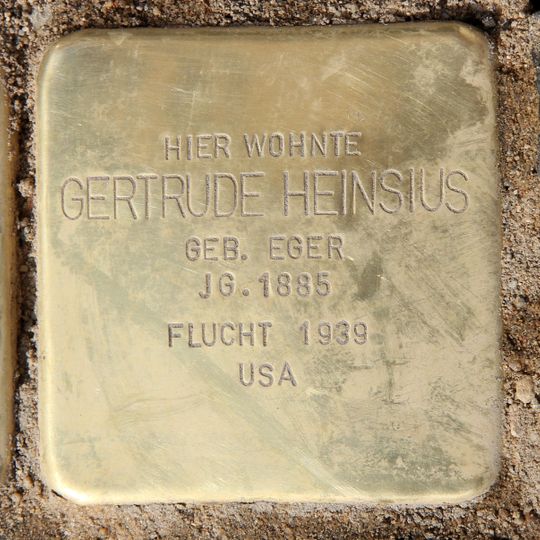 HIER WOHNTE
GERTRUDE HEINSIUS
GEB. EGER
JG. 1885
FLUCHT 1939
USA